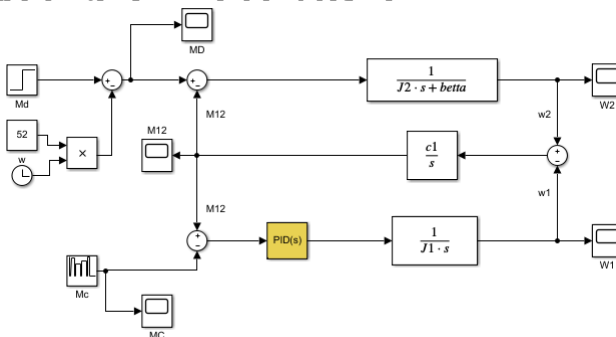 MD
Md
1
J2 · s + betta
W2
M12
w2
52
×
w
M12
c1
s
w1
M12
PID(s)
1
J1 · s
W1
Mc
MC